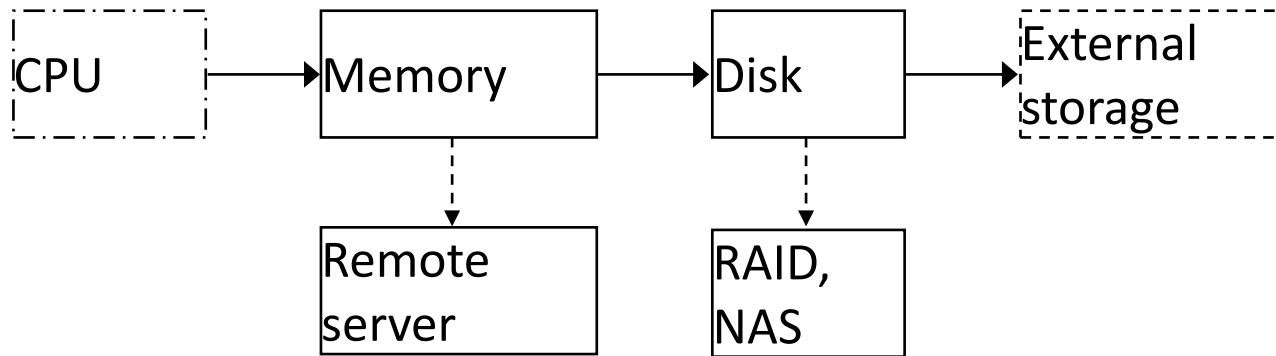 CPU
Memory
Disk
External
storage
Remote
server
RAID,
NAS